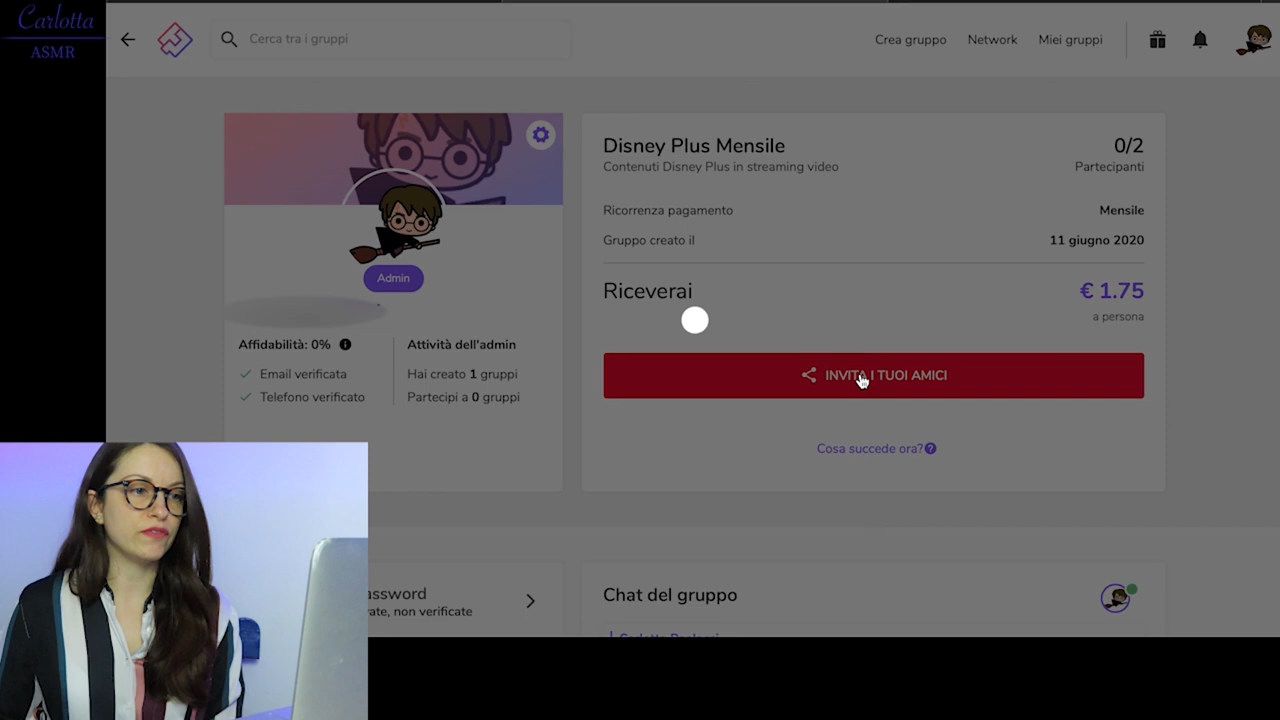 Carlotta
ASMR
Cerca tra i gruppi
Crea gruppo
Network
Miei gruppi
Admin
Affidabilità: 0%
Email verificata
Telefono verificato
Attività dell'admin
Hai creato 1 gruppi
Partecipi a 0 gruppi
Disney Plus Mensile
0/2
Contenuti Disney Plus in streaming video
Partecipanti
Ricorrenza pagamento
Mensile
Gruppo creato il
11 giugno 2020
Riceverai
€ 1.75
a persona
INVITA I TUOI AMICI
Cosa succede ora?
assword
ate, non verificate
Chat del gruppo